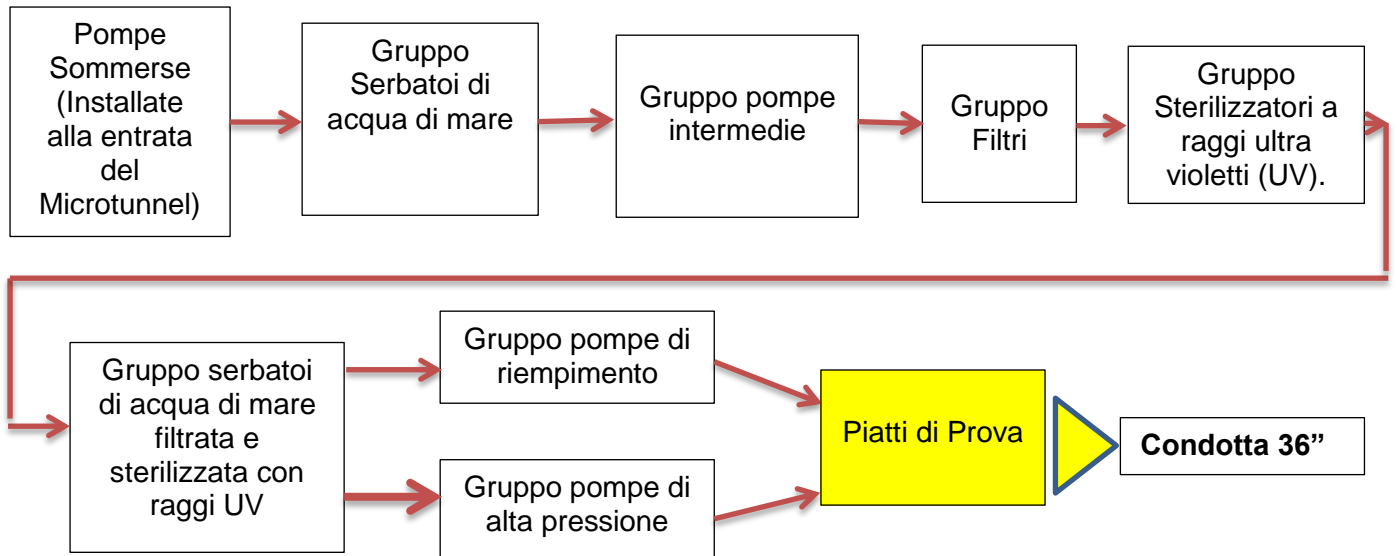 Pompe
Sommerse
(Installate
alla entrata
del
Microtunnel)
Gruppo
Serbatoi di
acqua di mare
Gruppo pompe
intermedie
Gruppo
Filtri
Gruppo
Sterilizzatori a
raggi ultra
violetti (UV).
Gruppo serbatoi
di acqua di mare
filtrata e
sterilizzata con
raggi UV
Gruppo pompe di
riempimento
Gruppo pompe di
alta pressione
Piatti di Prova
Condotta 36”